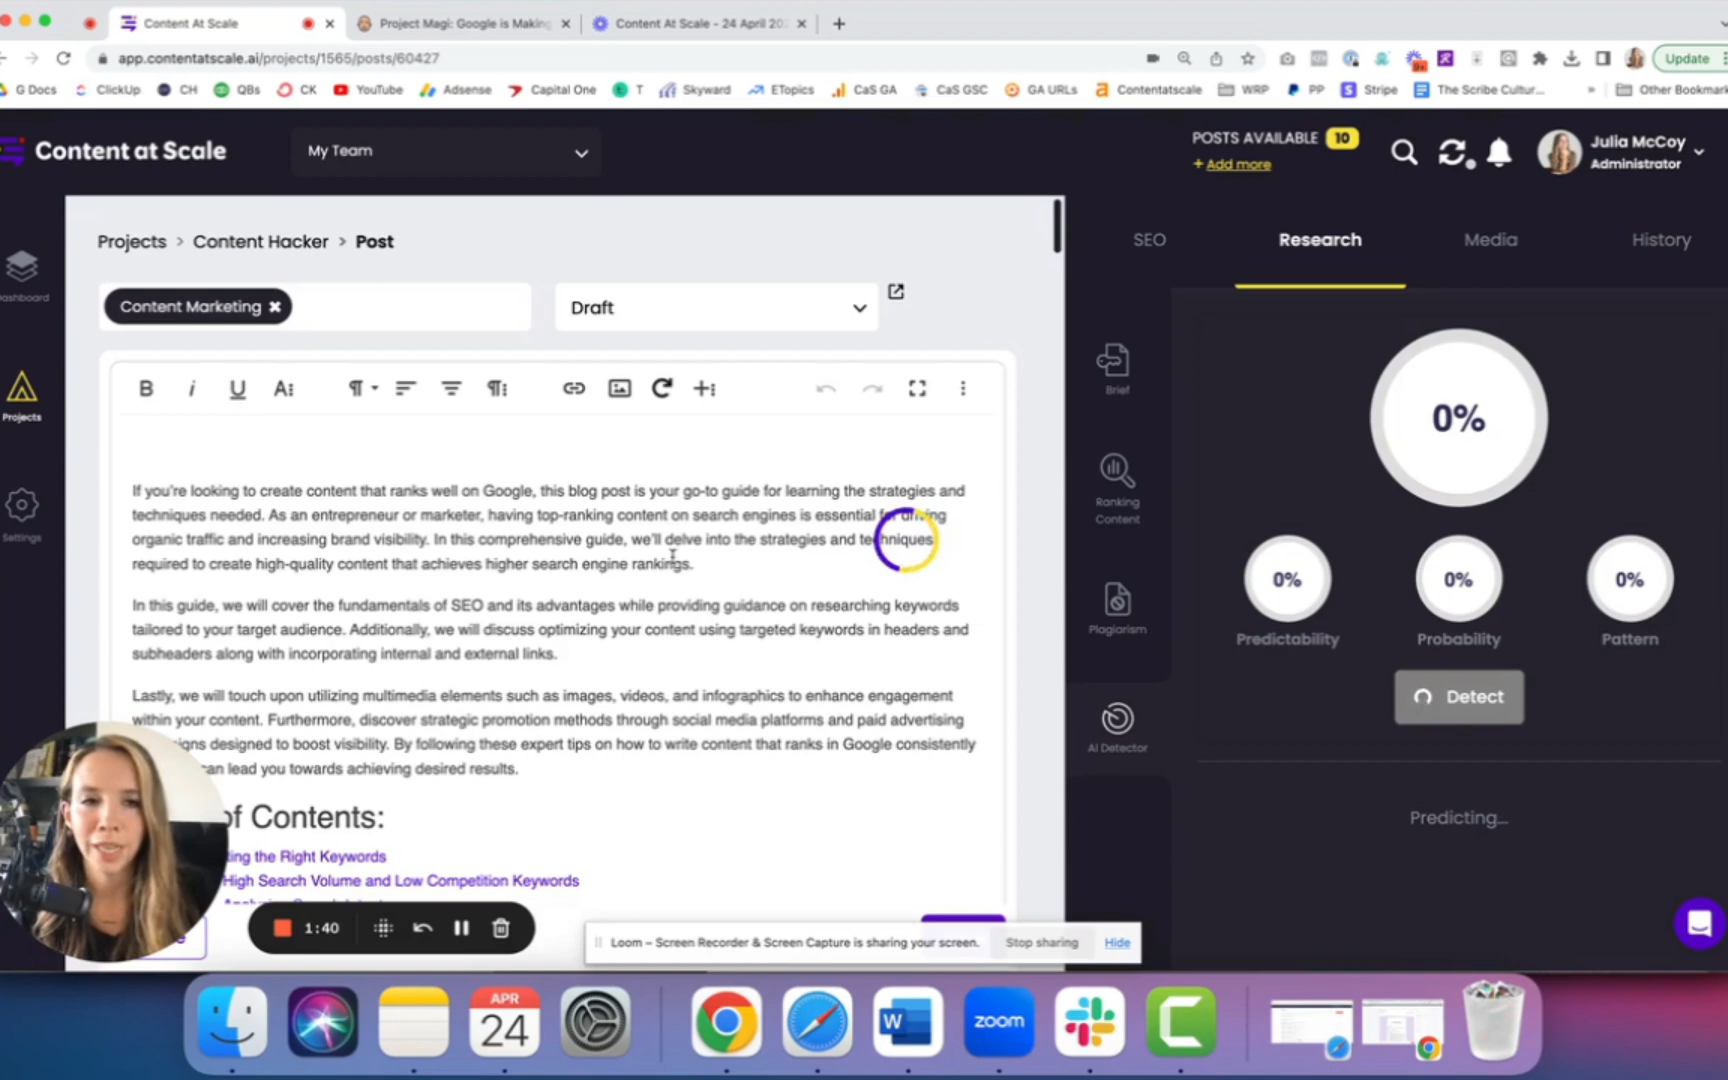 Content At Scale
Project Magi: Google is Making
Content At Scale - 24 April 202
app.contentatscale.ai/projects/1565/posts/60427
Update
G Docs
ClickUp
CH
QBs
CK
YouTube
Adsense
Capital One
T
Skyward
ETopics
CaS GA
CaS GSC
GA URLs
Contentatscale
WRP
PP
Stripe
The Scribe Cultur...
»
Other Bookmar
Content at Scale
My Team
POSTS AVAILABLE 10
+ Add more
Julia McCoy
Administrator
Projects > Content Hacker > Post
SEO
Research
Media
History
Content Marketing ×
Draft
Projects
Settings
B i U A
If you're looking to create content that ranks well on Google, this blog post is your go-to guide for learning the strategies and
techniques needed. As an entrepreneur or marketer, having top-ranking content on search engines is essential for driving
organic traffic and increasing brand visibility. In this comprehensive guide, we'll delve into the strategies and techniques
required to create high-quality content that achieves higher search engine rankings.
In this guide, we will cover the fundamentals of SEO and its advantages while providing guidance on researching keywords
tailored to your target audience. Additionally, we will discuss optimizing your content using targeted keywords in headers and
subheaders along with incorporating internal and external links.
Lastly, we will touch upon utilizing multimedia elements such as images, videos, and infographics to enhance engagement
within your content. Furthermore, discover strategic promotion methods through social media platforms and paid advertising
igns designed to boost visibility. By following these expert tips on how to write content that ranks in Google consistently
can lead you towards achieving desired results.
of Contents:
ting the Right Keywords
High Search Volume and Low Competition Keywords
Brief
Ranking
Content
Plagiarism
AI Detector
0%
0%
0%
0%
Predictability
Probability
Pattern
Detect
Predicting...
1:40
Loom – Screen Recorder & Screen Capture is sharing your screen.
Stop sharing
Hide
APR
24
W
zoom